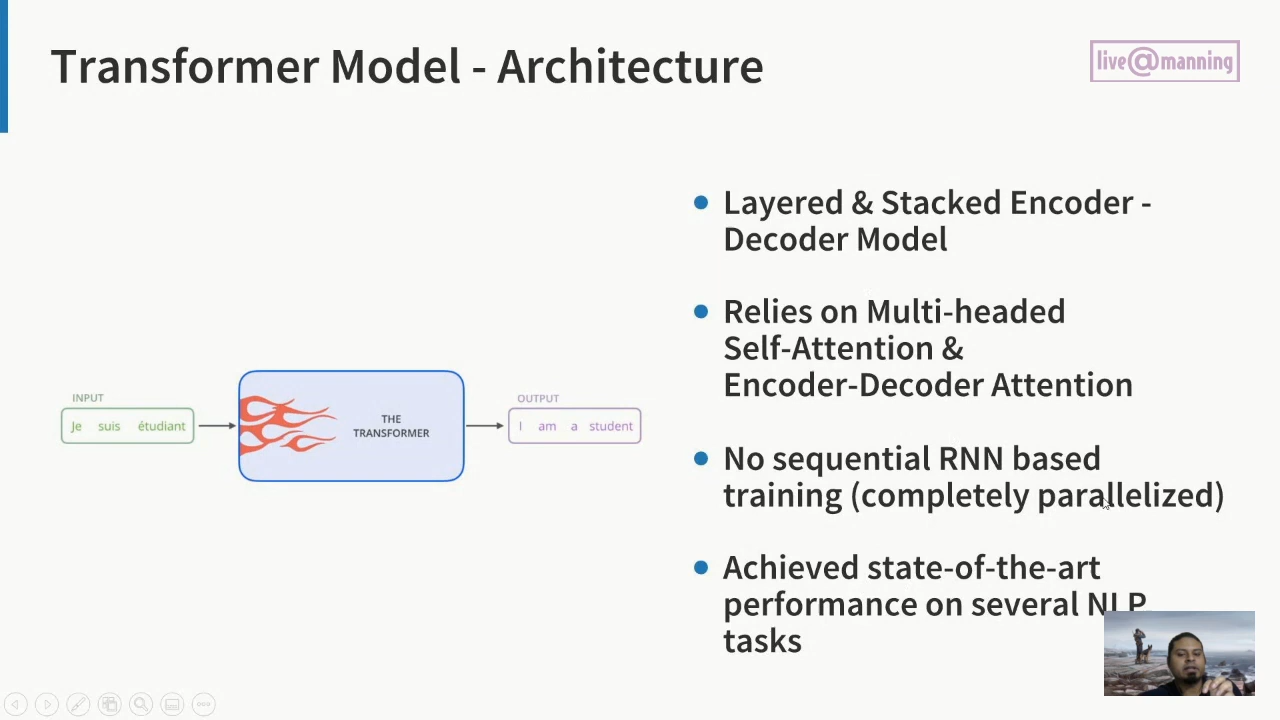 Transformer Model - Architecture
live@manning
Layered & Stacked Encoder -
Decoder Model
Relies on Multi-headed
Self-Attention &
Encoder-Decoder Attention
No sequential RNN based
training (completely parallelized)
Achieved state-of-the-art
performance on several NLP
tasks
INPUT
Je suis étudiant
THE
TRANSFORMER
OUTPUT
I am a student